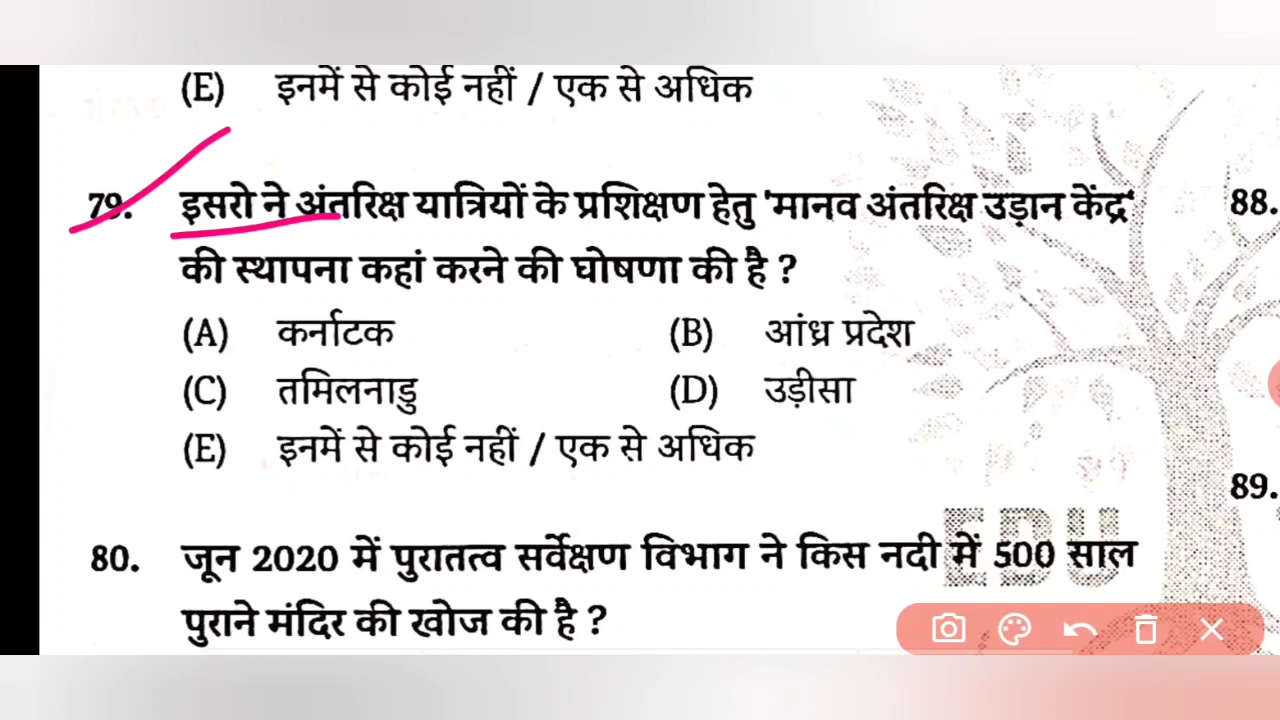 (E) इनमें से कोई नहीं / एक से अधिक
79. इसरो ने अंतरिक्ष यात्रियों के प्रशिक्षण हेतु 'मानव अंतरिक्ष उड़ान केंद्र'
की स्थापना कहां करने की घोषणा की है ?
(A) कर्नाटक (B) आंध्र प्रदेश
(C) तमिलनाडु (D) उड़ीसा
(E) इनमें से कोई नहीं / एक से अधिक
80. जून 2020 में पुरातत्व सर्वेक्षण विभाग ने किस नदी में 500 साल
पुराने मंदिर की खोज की है ?
88.
89.
EDU